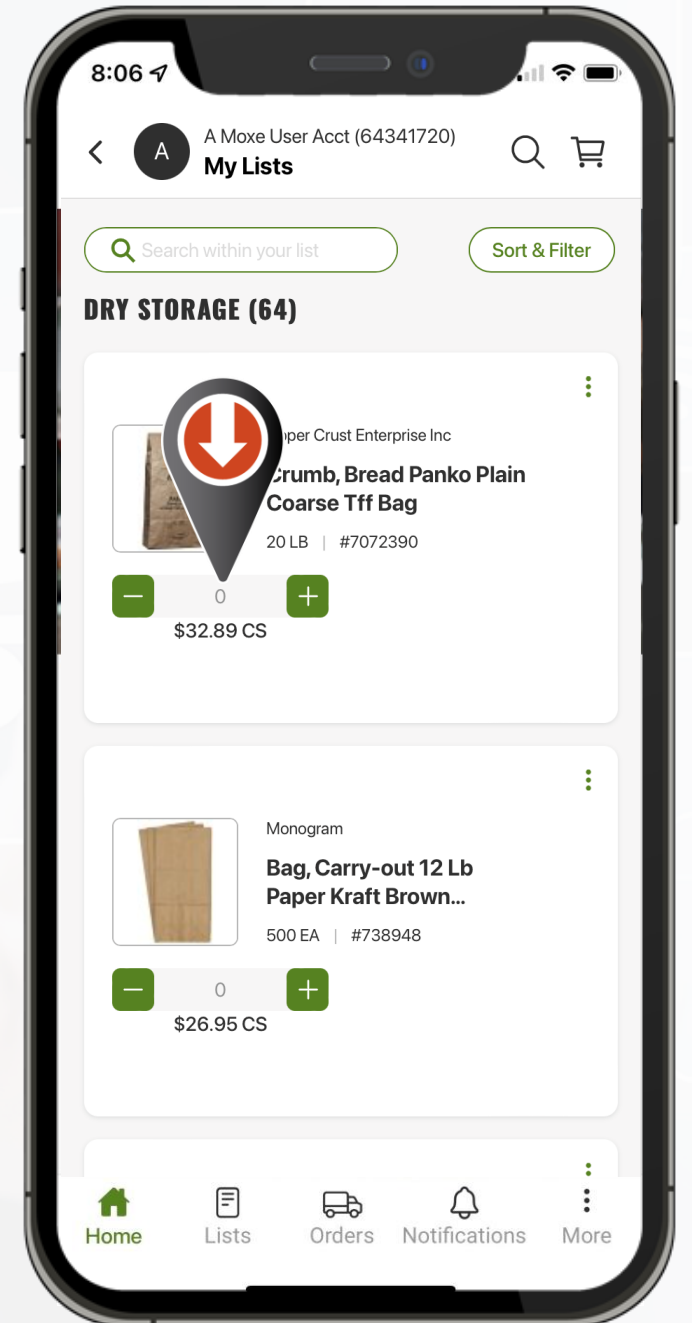 8:06
A
A Moxe User Acct (64341720)
My Lists
Search within your list
Sort & Filter
DRY STORAGE (64)
per Crust Enterprise Inc
Crumb, Bread Panko Plain
Coarse Tff Bag
20 LB | #7072390
0
$32.89 CS
Monogram
Bag, Carry-out 12 Lb
Paper Kraft Brown...
500 EA | #738948
0
$26.95 CS
Home
Lists
Orders
Notifications
More